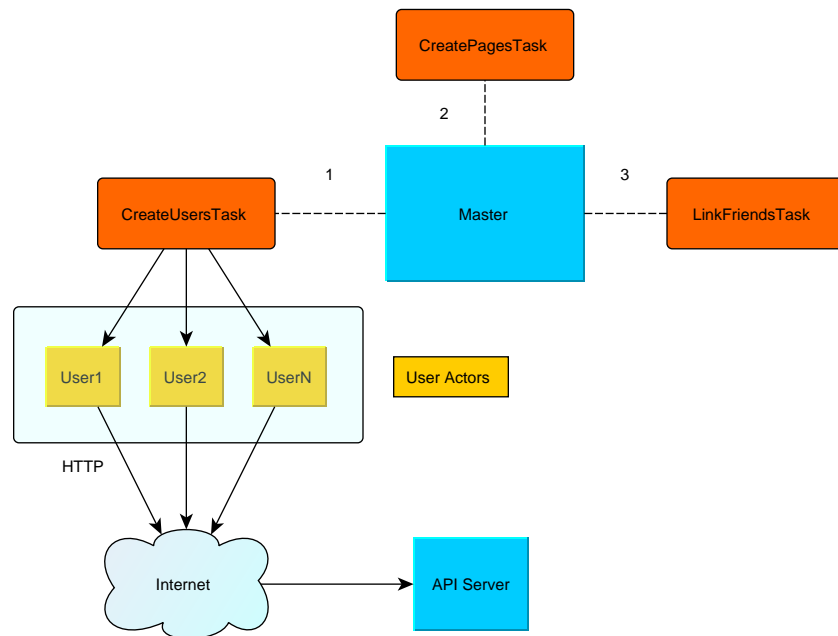 CreatePagesTask
2
1
3
CreateUsersTask
Master
LinkFriendsTask
User1
User2
UserN
User Actors
HTTP
Internet
API Server